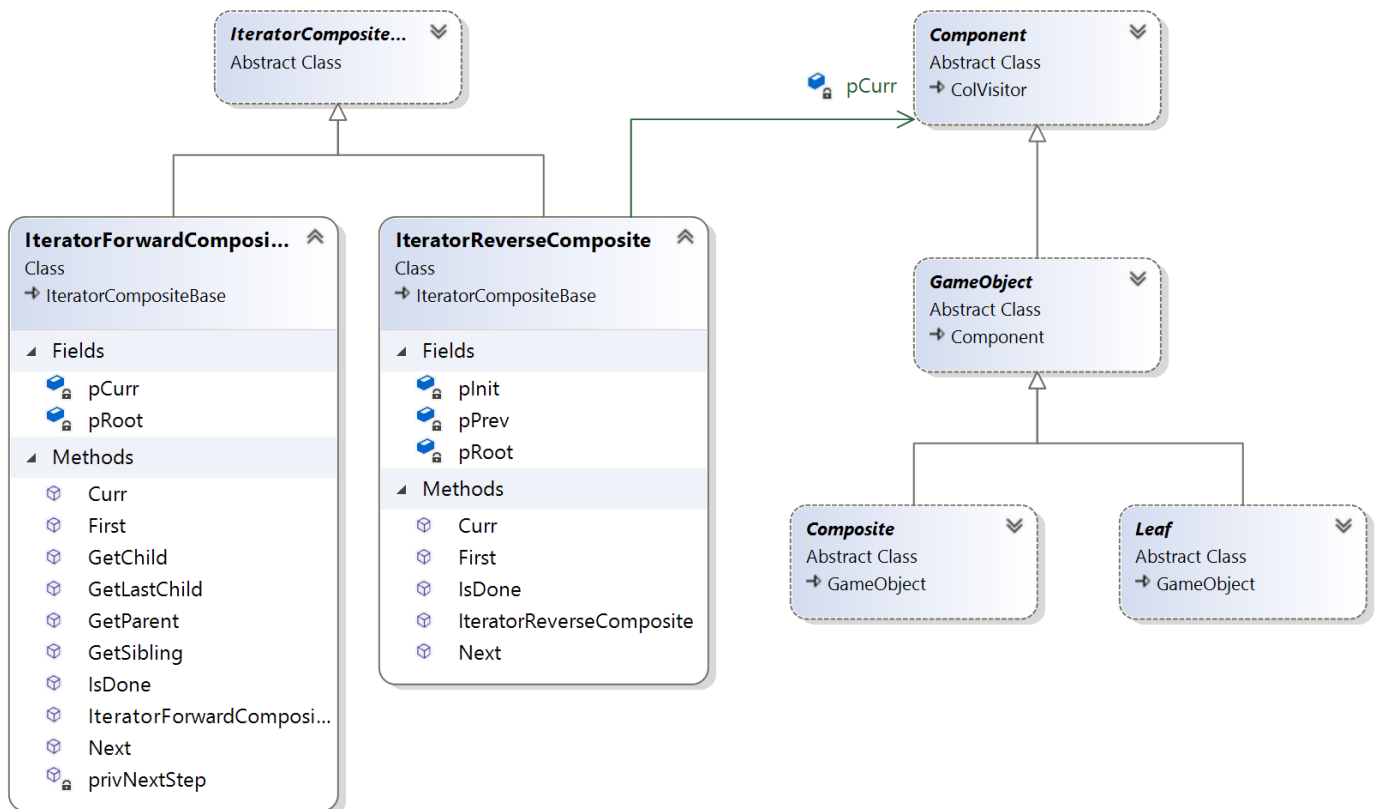 IteratorComposite...
Abstract Class
Component
Abstract Class
ColVisitor
pCurr
IteratorForwardComposi...
Class
IteratorCompositeBase
Fields
pCurr
pRoot
Methods
Curr
First
GetChild
GetLastChild
GetParent
GetSibling
IsDone
IteratorForwardComposi...
Next
privNextStep
IteratorReverseComposite
Class
IteratorCompositeBase
Fields
pInit
pPrev
pRoot
Methods
Curr
First
IsDone
IteratorReverseComposite
Next
GameObject
Abstract Class
Component
Composite
Abstract Class
GameObject
Leaf
Abstract Class
GameObject